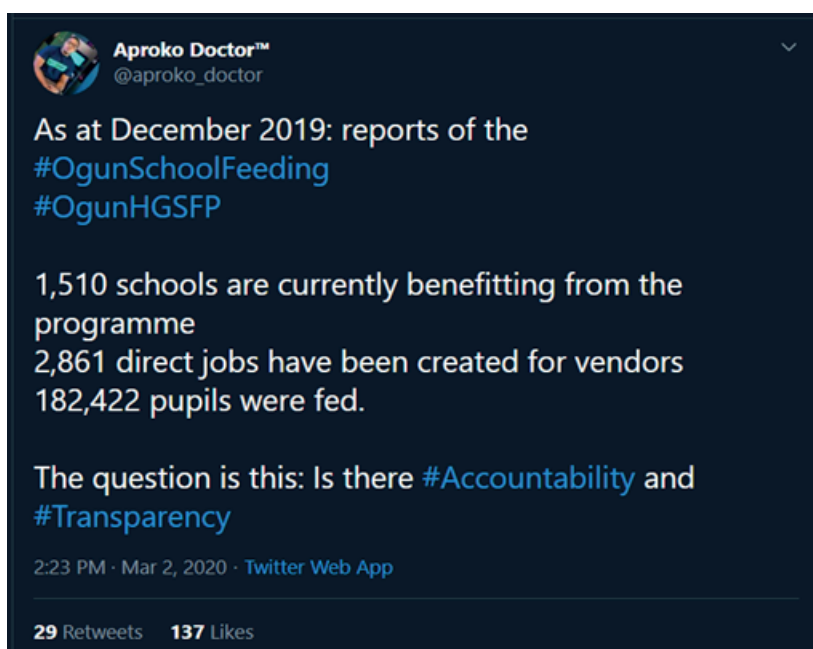 Aproko Doctor™
@aproko_doctor
As at December 2019: reports of the
#OgunSchoolFeeding
#OgunHGSFP
1,510 schools are currently benefitting from the
programme
2,861 direct jobs have been created for vendors
182,422 pupils were fed.
The question is this: Is there #Accountability and
#Transparency
2:23 PM · Mar 2, 2020 · Twitter Web App
29 Retweets 137 Likes